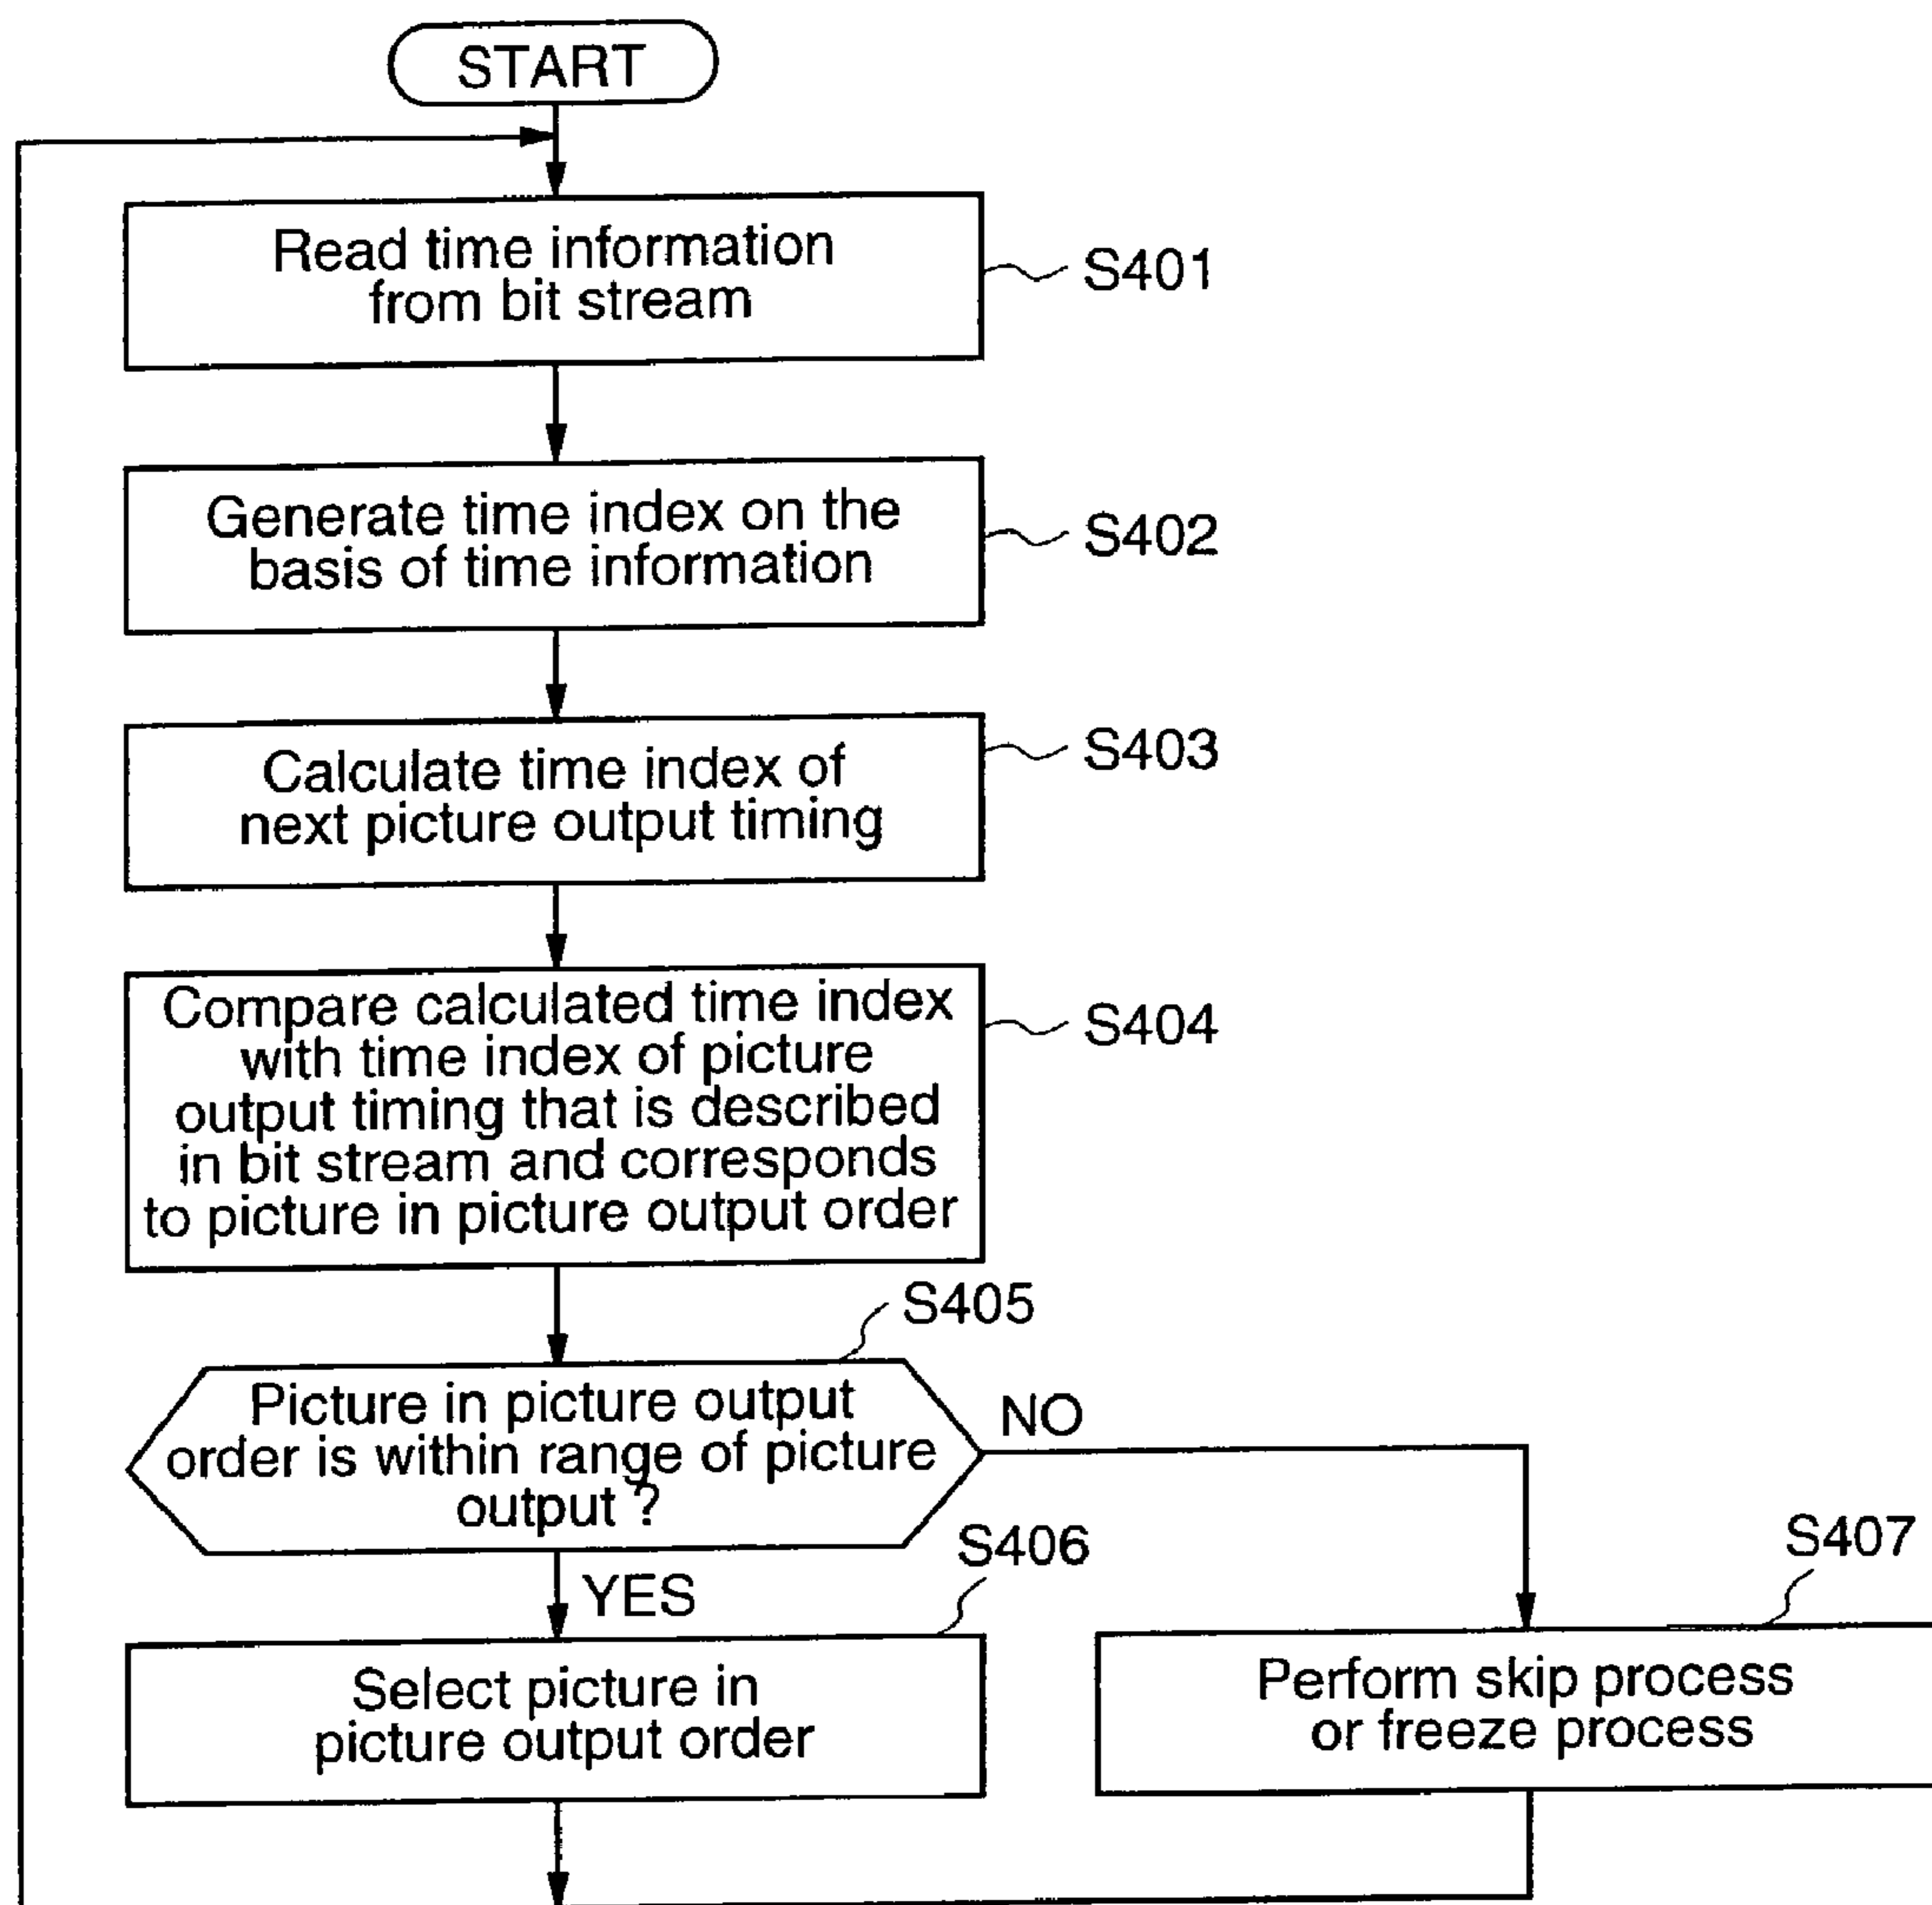 START
Read time information
from bit stream
S401
Generate time index on the
basis of time information
S402
Calculate time index of
next picture output timing
S403
Compare calculated time index
with time index of picture
output timing that is described
in bit stream and corresponds
to picture in picture output order
S404
S405
Picture in picture output
order is within range of picture
output ?
NO
YES
S406
Select picture in
picture output order
S407
Perform skip process
or freeze process